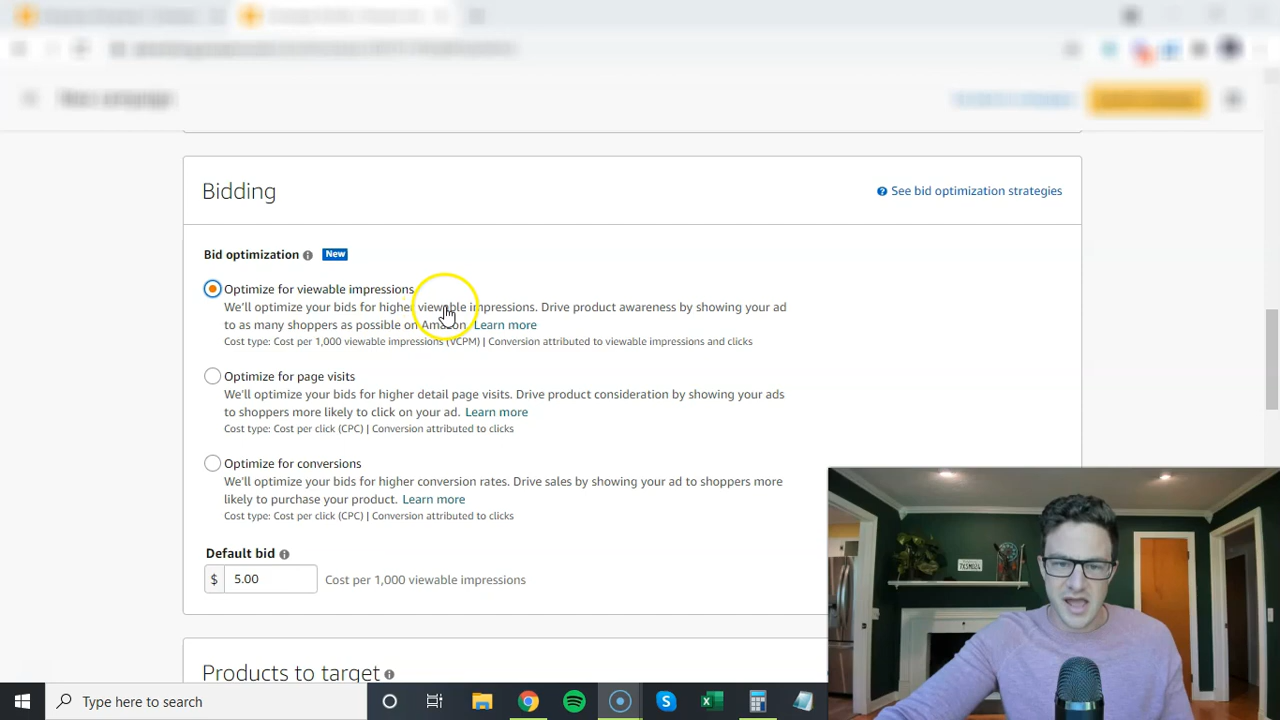 New campaign
Bidding
See bid optimization strategies
Bid optimization
New
Optimize for viewable impressions
We'll optimize your bids for higher viewable impressions. Drive product awareness by showing your ad
to as many shoppers as possible on Amazon. Learn more
Cost type: Cost per 1,000 viewable impressions (VCPM) | Conversion attributed to viewable impressions and clicks
Optimize for page visits
We'll optimize your bids for higher detail page visits. Drive product consideration by showing your ads
to shoppers more likely to click on your ad. Learn more
Cost type: Cost per click (CPC) | Conversion attributed to clicks
Optimize for conversions
We'll optimize your bids for higher conversion rates. Drive sales by showing your ad to shoppers more
likely to purchase your product. Learn more
Cost type: Cost per click (CPC) | Conversion attributed to clicks
Default bid
$ 5.00 Cost per 1,000 viewable impressions
Products to target
Type here to search